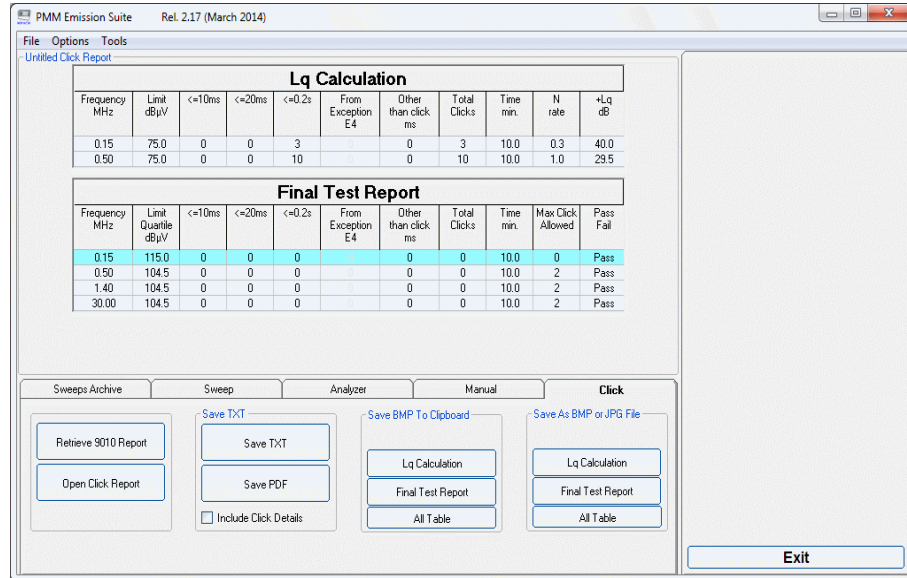 PMM Emission Suite Rel. 2.17 (March 2014)
File Options Tools
Untitled Click Report
Lq Calculation
Frequency MHz Limit dBµV <=10ms <=20ms <=0.2s From Exception E4 Other than click ms Total Clicks Time min. N rate +Lq dB
0.15 75.0 0 0 3 0 0 3 10.0 0.3 40.0
0.50 75.0 0 0 10 0 0 10 10.0 1.0 29.5
Final Test Report
Frequency MHz Limit Quartile dBµV <=10ms <=20ms <=0.2s From Exception E4 Other than click ms Total Clicks Time min. Max Click Allowed Pass Fail
0.15 115.0 0 0 0 0 0 0 10.0 0 Pass
0.50 104.5 0 0 0 0 0 0 10.0 2 Pass
1.40 104.5 0 0 0 0 0 0 10.0 2 Pass
30.00 104.5 0 0 0 0 0 0 10.0 2 Pass
Sweeps Archive Sweep Analyzer Manual Click
Save TXT Save BMP To Clipboard Save As BMP or JPG File
Retrieve 9010 Report Save TXT
Lq Calculation Lq Calculation
Open Click Report Save PDF
Final Test Report Final Test Report
Include Click Details All Table All Table
Exit